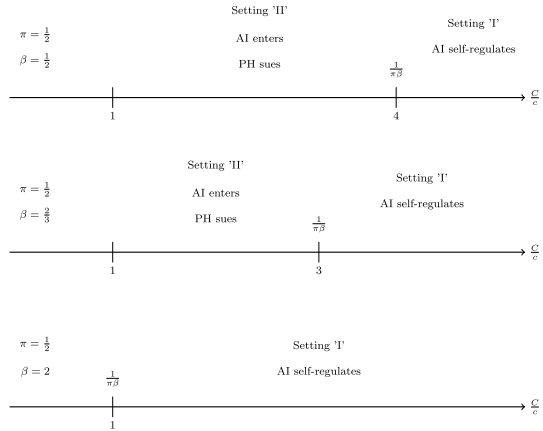 Setting 'II'
Setting 'I'
π = 1/2
AI enters
AI self-regulates
β = 1/2
PH sues
1/πβ
C/c
1
4
Setting 'II'
Setting 'I'
π = 1/2
AI enters
AI self-regulates
β = 2/3
PH sues
1/πβ
C/c
1
3
π = 1/2
Setting 'I'
β = 2
AI self-regulates
1/πβ
C/c
1